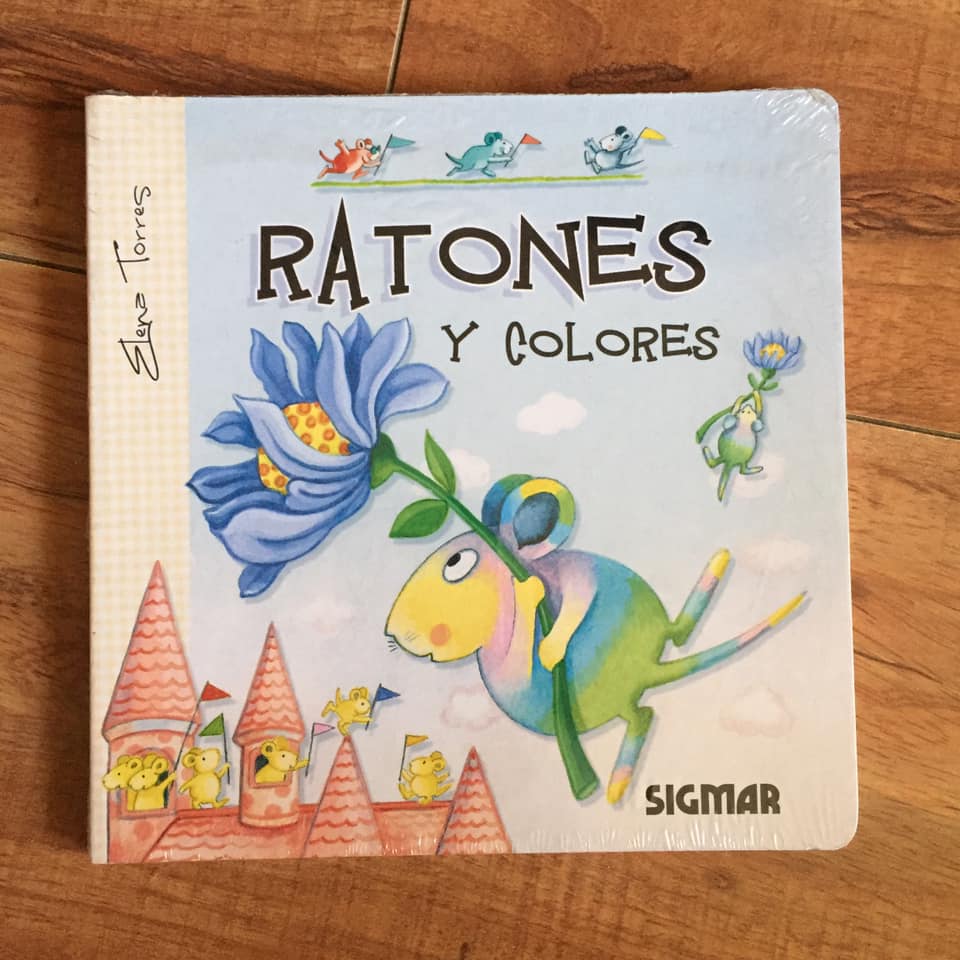 Elena Torres
RATONES
Y COLORES
SIGMAR